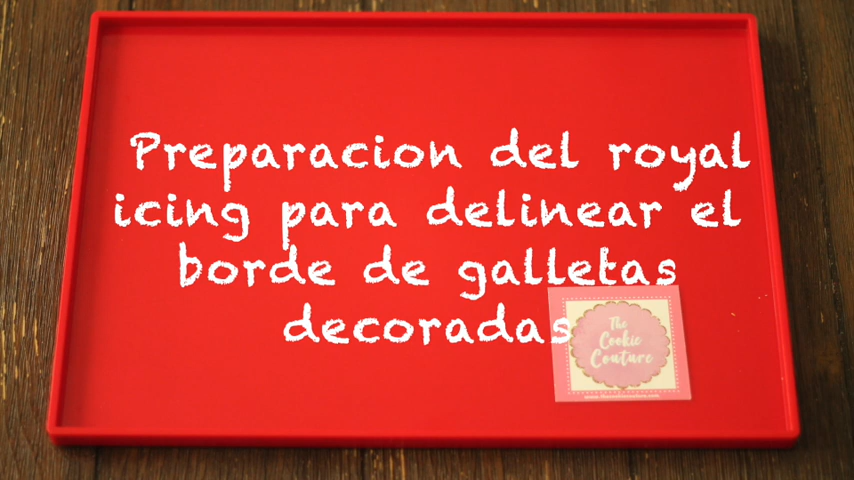 Preparacion del royal
icing para delinear el
borde de galletas
decoradas
The
Cookie
Couture